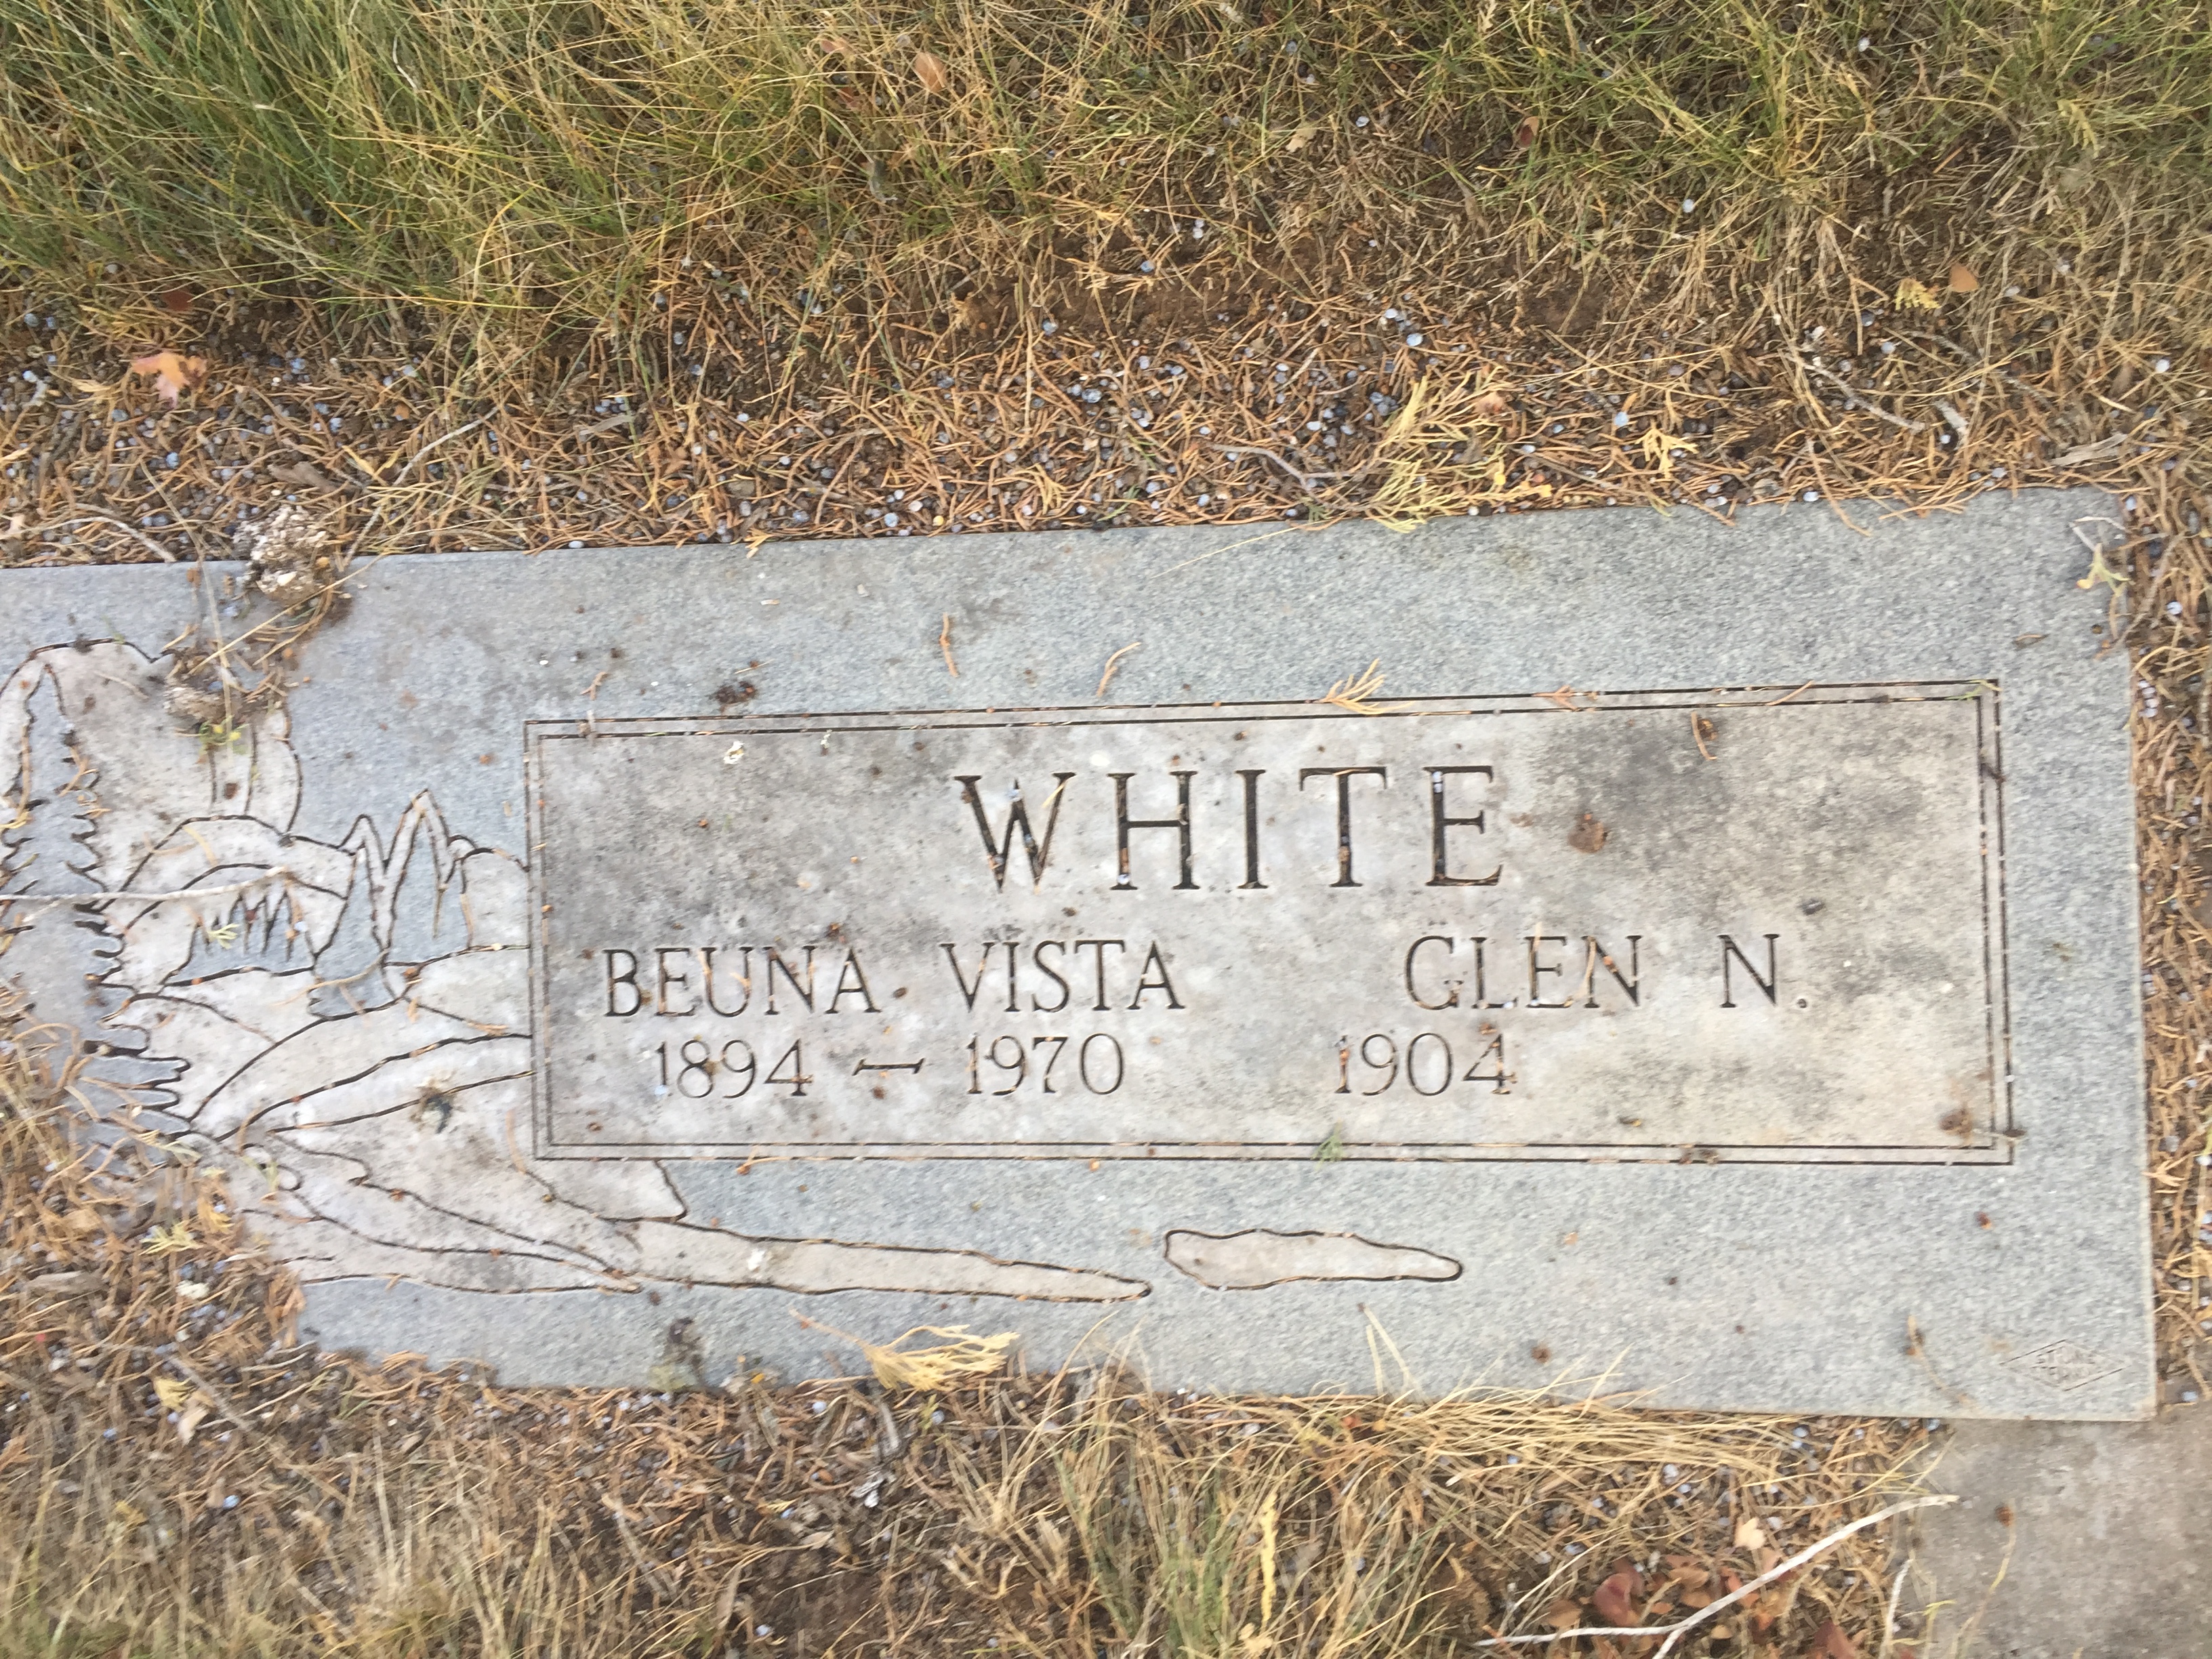 WHITE
BEUNA VISTA GLEN N.
1894 – 1970 1904